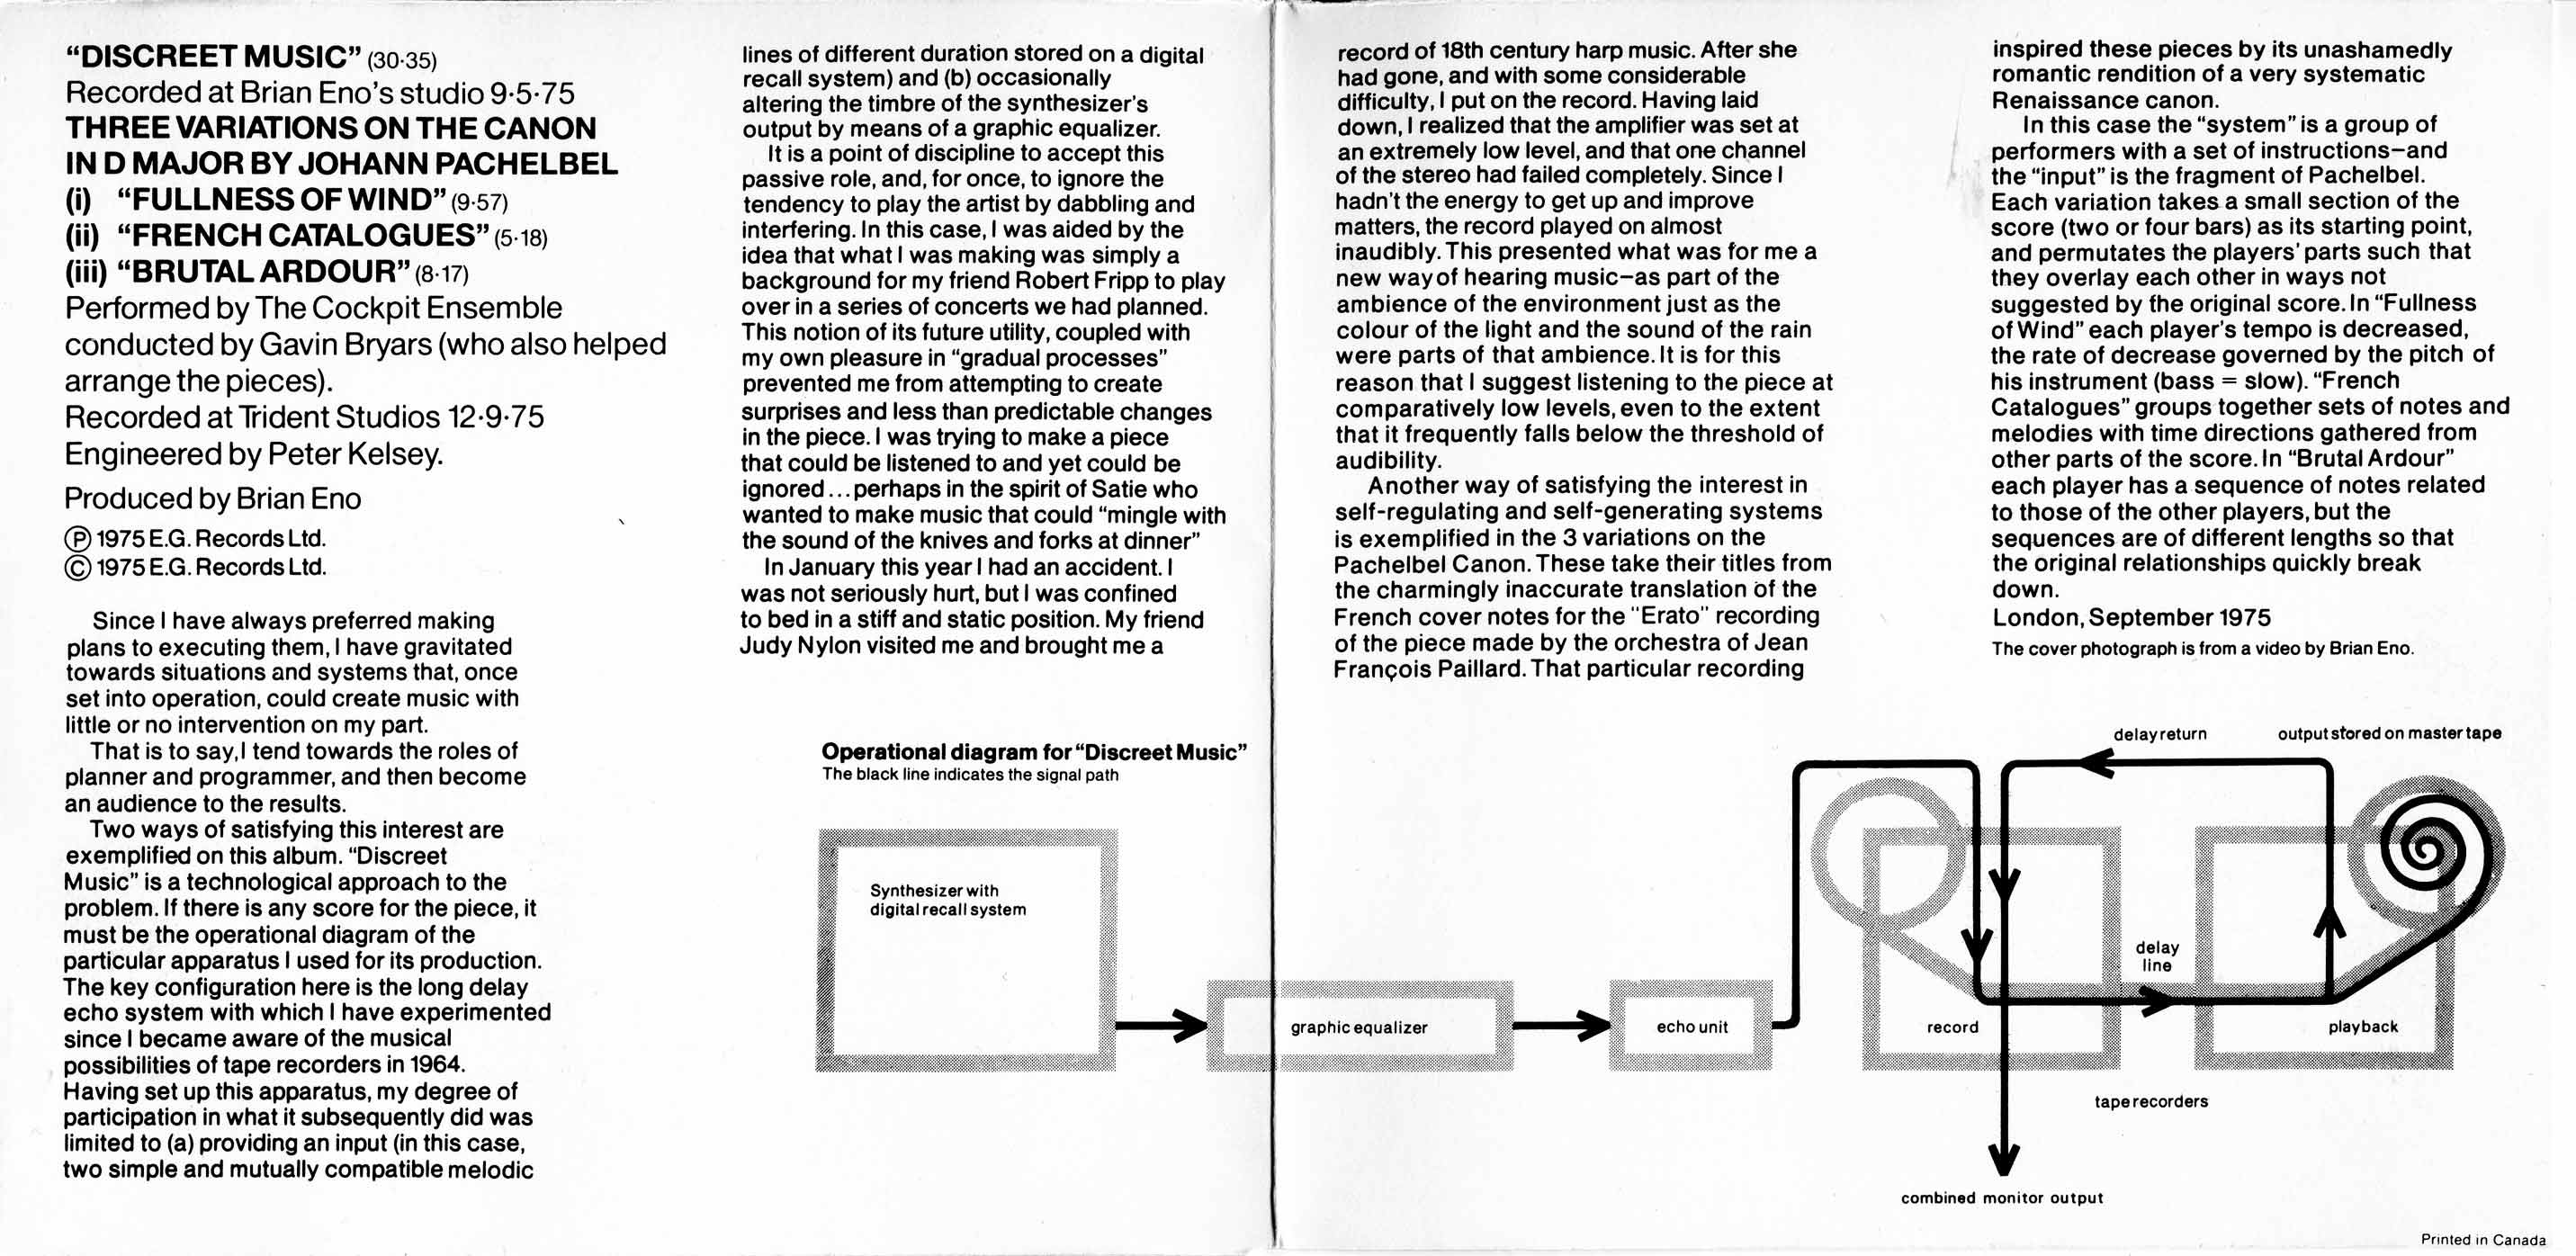 “DISCREET MUSIC” (30·35)
Recorded at Brian Eno’s studio 9·5·75
THREE VARIATIONS ON THE CANON
IN D MAJOR BY JOHANN PACHELBEL
(i) “FULLNESS OF WIND” (9·57)
(ii) “FRENCH CATALOGUES” (5·18)
(iii) “BRUTAL ARDOUR” (8·17)
Performed by The Cockpit Ensemble
conducted by Gavin Bryars (who also helped
arrange the pieces).
Recorded at Trident Studios 12·9·75
Engineered by Peter Kelsey.
Produced by Brian Eno
Ⓟ 1975 E.G. Records Ltd.
© 1975 E.G. Records Ltd.
Since I have always preferred making
plans to executing them, I have gravitated
towards situations and systems that, once
set into operation, could create music with
little or no intervention on my part.
That is to say, I tend towards the roles of
planner and programmer, and then become
an audience to the results.
Two ways of satisfying this interest are
exemplified on this album. “Discreet
Music” is a technological approach to the
problem. If there is any score for the piece, it
must be the operational diagram of the
particular apparatus I used for its production.
The key configuration here is the long delay
echo system with which I have experimented
since I became aware of the musical
possibilities of tape recorders in 1964.
Having set up this apparatus, my degree of
participation in what it subsequently did was
limited to (a) providing an input (in this case,
two simple and mutually compatible melodic
lines of different duration stored on a digital
recall system) and (b) occasionally
altering the timbre of the synthesizer’s
output by means of a graphic equalizer.
It is a point of discipline to accept this
passive role, and, for once, to ignore the
tendency to play the artist by dabbling and
interfering. In this case, I was aided by the
idea that what I was making was simply a
background for my friend Robert Fripp to play
over in a series of concerts we had planned.
This notion of its future utility, coupled with
my own pleasure in “gradual processes”
prevented me from attempting to create
surprises and less than predictable changes
in the piece. I was trying to make a piece
that could be listened to and yet could be
ignored... perhaps in the spirit of Satie who
wanted to make music that could “mingle with
the sound of the knives and forks at dinner”
In January this year I had an accident. I
was not seriously hurt, but I was confined
to bed in a stiff and static position. My friend
Judy Nylon visited me and brought me a
record of 18th century harp music. After she
had gone, and with some considerable
difficulty, I put on the record. Having laid
down, I realized that the amplifier was set at
an extremely low level, and that one channel
of the stereo had failed completely. Since I
hadn't the energy to get up and improve
matters, the record played on almost
inaudibly. This presented what was for me a
new way of hearing music–as part of the
ambience of the environment just as the
colour of the light and the sound of the rain
were parts of that ambience. It is for this
reason that I suggest listening to the piece at
comparatively low levels, even to the extent
that it frequently falls below the threshold of
audibility.
Another way of satisfying the interest in
self-regulating and self-generating systems
is exemplified in the 3 variations on the
Pachelbel Canon. These take their titles from
the charmingly inaccurate translation of the
French cover notes for the "Erato" recording
of the piece made by the orchestra of Jean
François Paillard. That particular recording
inspired these pieces by its unashamedly
romantic rendition of a very systematic
Renaissance canon.
In this case the “system” is a group of
performers with a set of instructions–and
the “input” is the fragment of Pachelbel.
Each variation takes a small section of the
score (two or four bars) as its starting point,
and permutates the players’ parts such that
they overlay each other in ways not
suggested by fhe original score. In “Fullness
of Wind” each player’s tempo is decreased,
the rate of decrease governed by the pitch of
his instrument (bass = slow). “French
Catalogues” groups together sets of notes and
melodies with time directions gathered from
other parts of the score. In “Brutal Ardour”
each player has a sequence of notes related
to those of the other players, but the
sequences are of different lengths so that
the original relationships quickly break
down.
London, September 1975
The cover photograph is from a video by Brian Eno.
Operational diagram for “Discreet Music”
The black line indicates the signal path
Synthesizer with
digital recall system
graphic equalizer
echo unit
delay return
output stored on master tape
delay
line
record
playback
tape recorders
combined monitor output
Printed in Canada